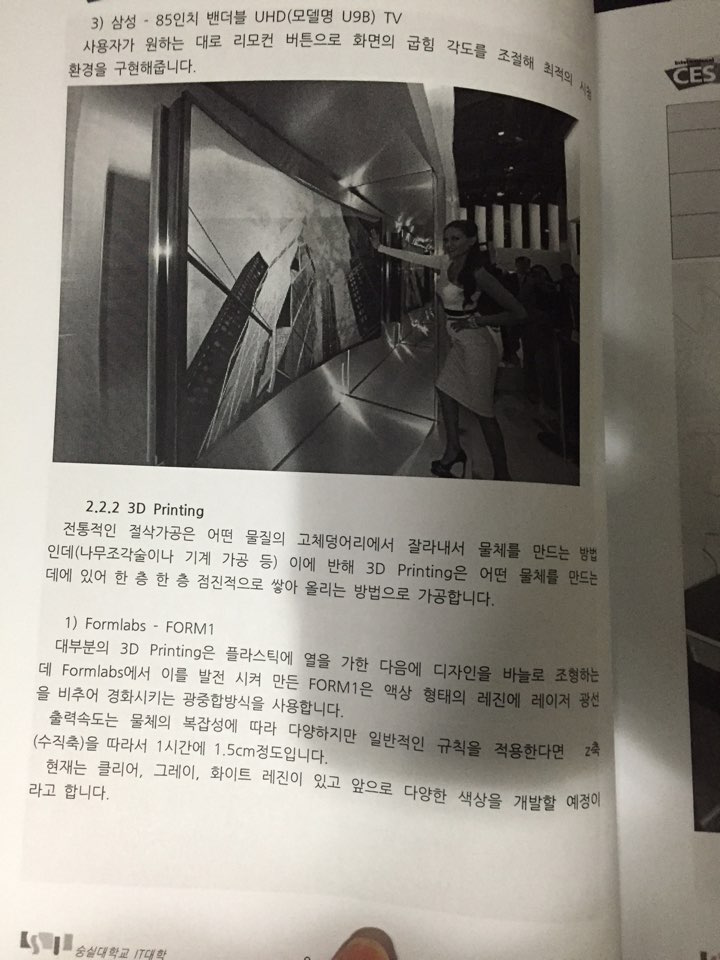 3) 삼성 - 85인치 밴더블 UHD(모델명 U9B) TV
사용자가 원하는 대로 리모컨 버튼으로 화면의 굽힘 각도를 조절해 최적의 시청
환경을 구현해줍니다.
International
CES
2.2.2 3D Printing
전통적인 절삭가공은 어떤 물질의 고체덩어리에서 잘라내서 물체를 만드는 방법
인데(나무조각술이나 기계 가공 등) 이에 반해 3D Printing은 어떤 물체를 만드는
데에 있어 한 층 한 층 점진적으로 쌓아 올리는 방법으로 가공합니다.
1) Formlabs - FORM1
대부분의 3D Printing은 플라스틱에 열을 가한 다음에 디자인을 바늘로 조형하는
데 Formlabs에서 이를 발전 시켜 만든 FORM1은 액상 형태의 레진에 레이저 광선
을 비추어 경화시키는 광중합방식을 사용합니다.
출력속도는 물체의 복잡성에 따라 다양하지만 일반적인 규칙을 적용한다면 z축
(수직축)을 따라서 1시간에 1.5cm정도입니다.
현재는 클리어, 그레이, 화이트 레진이 있고 앞으로 다양한 색상을 개발할 예정이
라고 합니다.
숭실대학교 IT대학